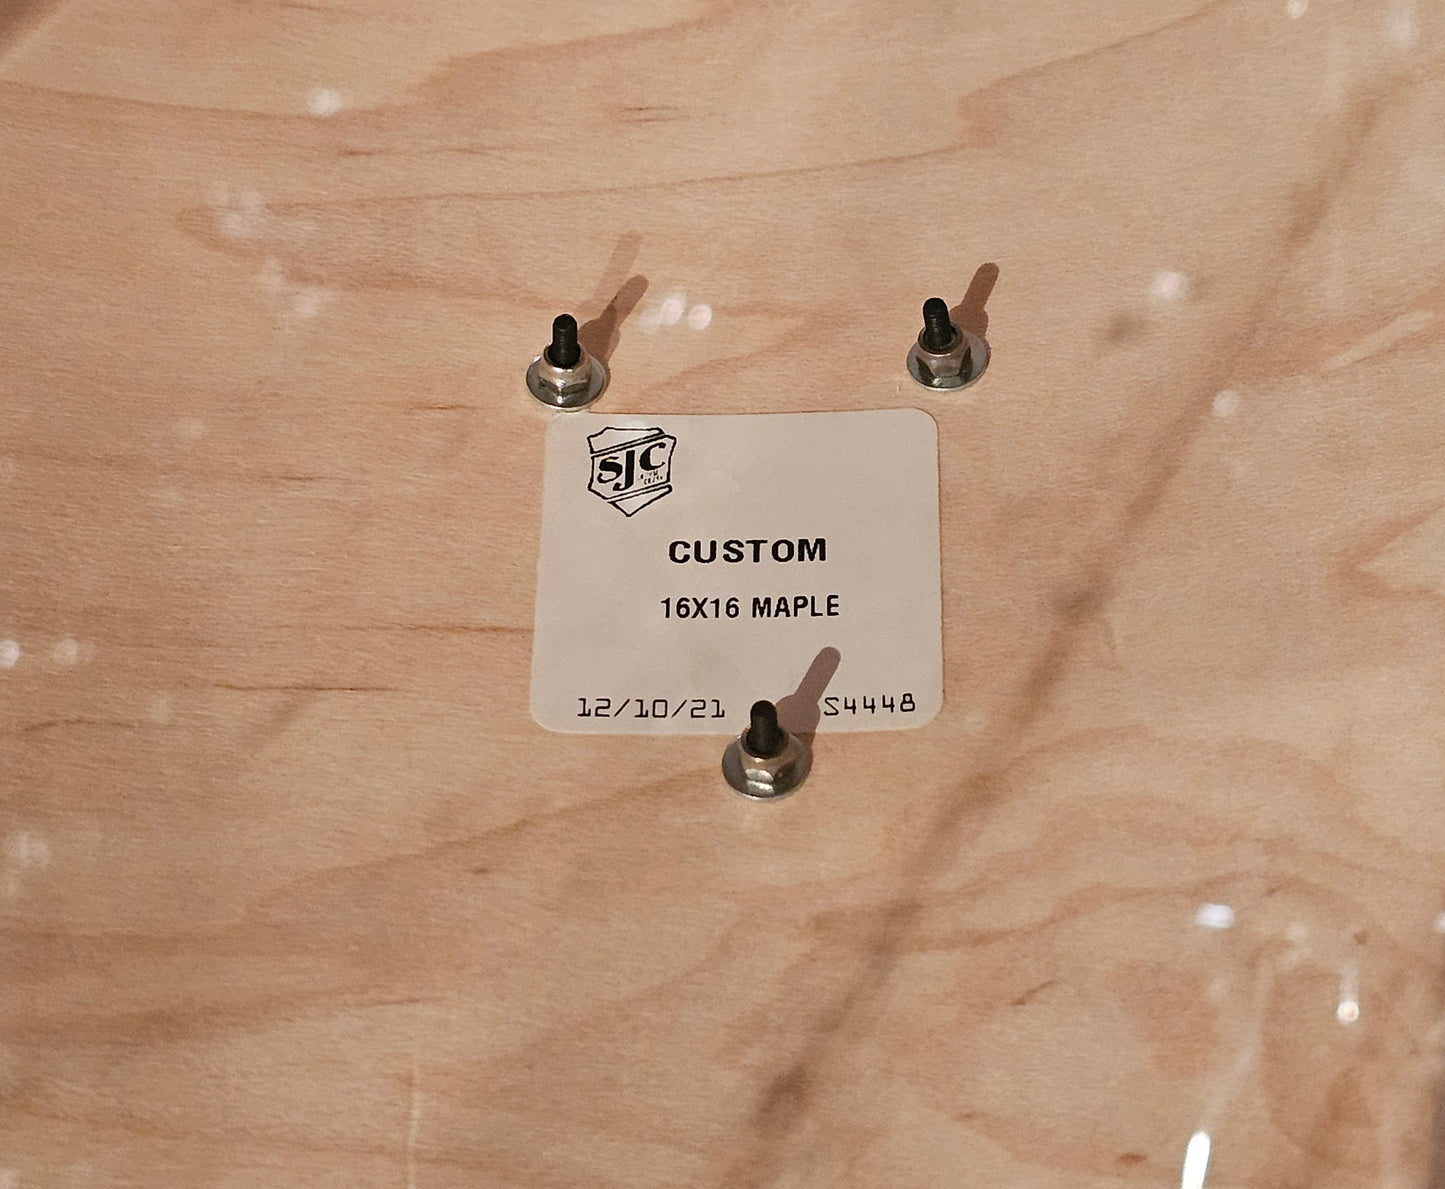 SJC
CUSTOM
16X16 MAPLE
12/10/21 S4448